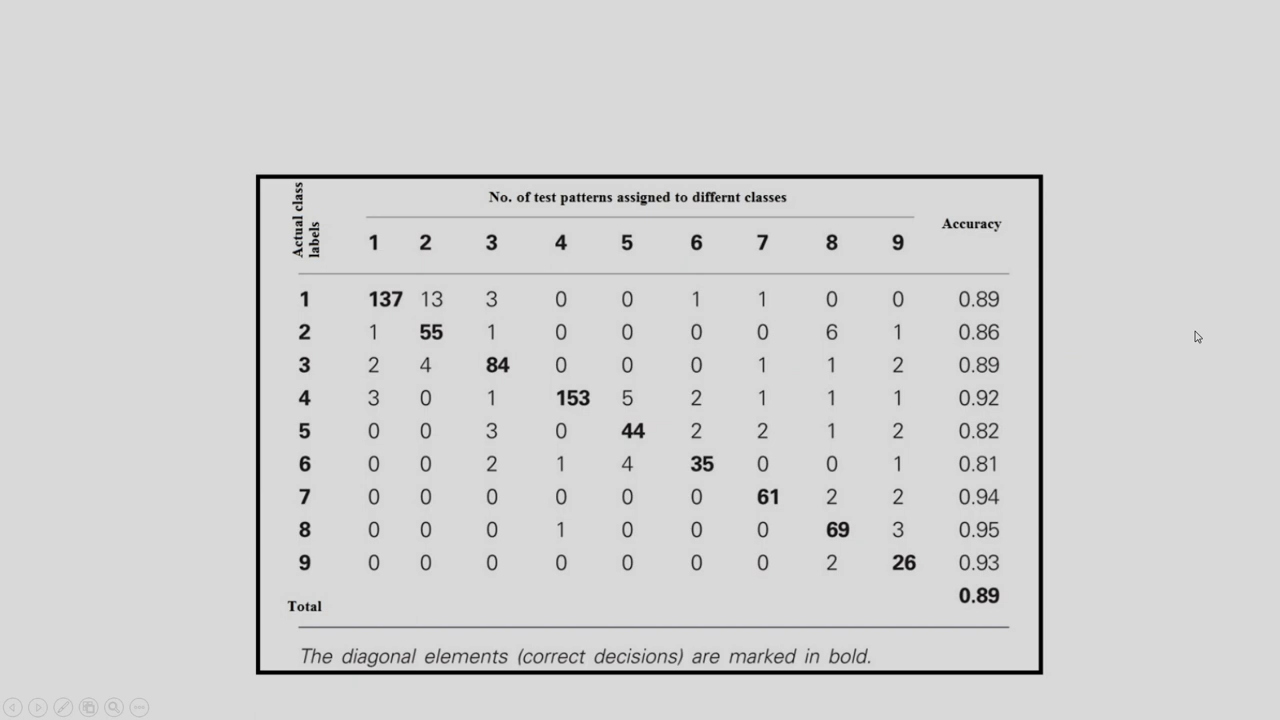 Actual class labels
No. of test patterns assigned to differnt classes
Accuracy
1 2 3 4 5 6 7 8 9
1 137 13 3 0 0 1 1 0 0 0.89
2 1 55 1 0 0 0 0 6 1 0.86
3 2 4 84 0 0 0 1 1 2 0.89
4 3 0 1 153 5 2 1 1 1 0.92
5 0 0 3 0 44 2 2 1 2 0.82
6 0 0 2 1 4 35 0 0 1 0.81
7 0 0 0 0 0 0 61 2 2 0.94
8 0 0 0 1 0 0 0 69 3 0.95
9 0 0 0 0 0 0 0 2 26 0.93
Total 0.89
The diagonal elements (correct decisions) are marked in bold.